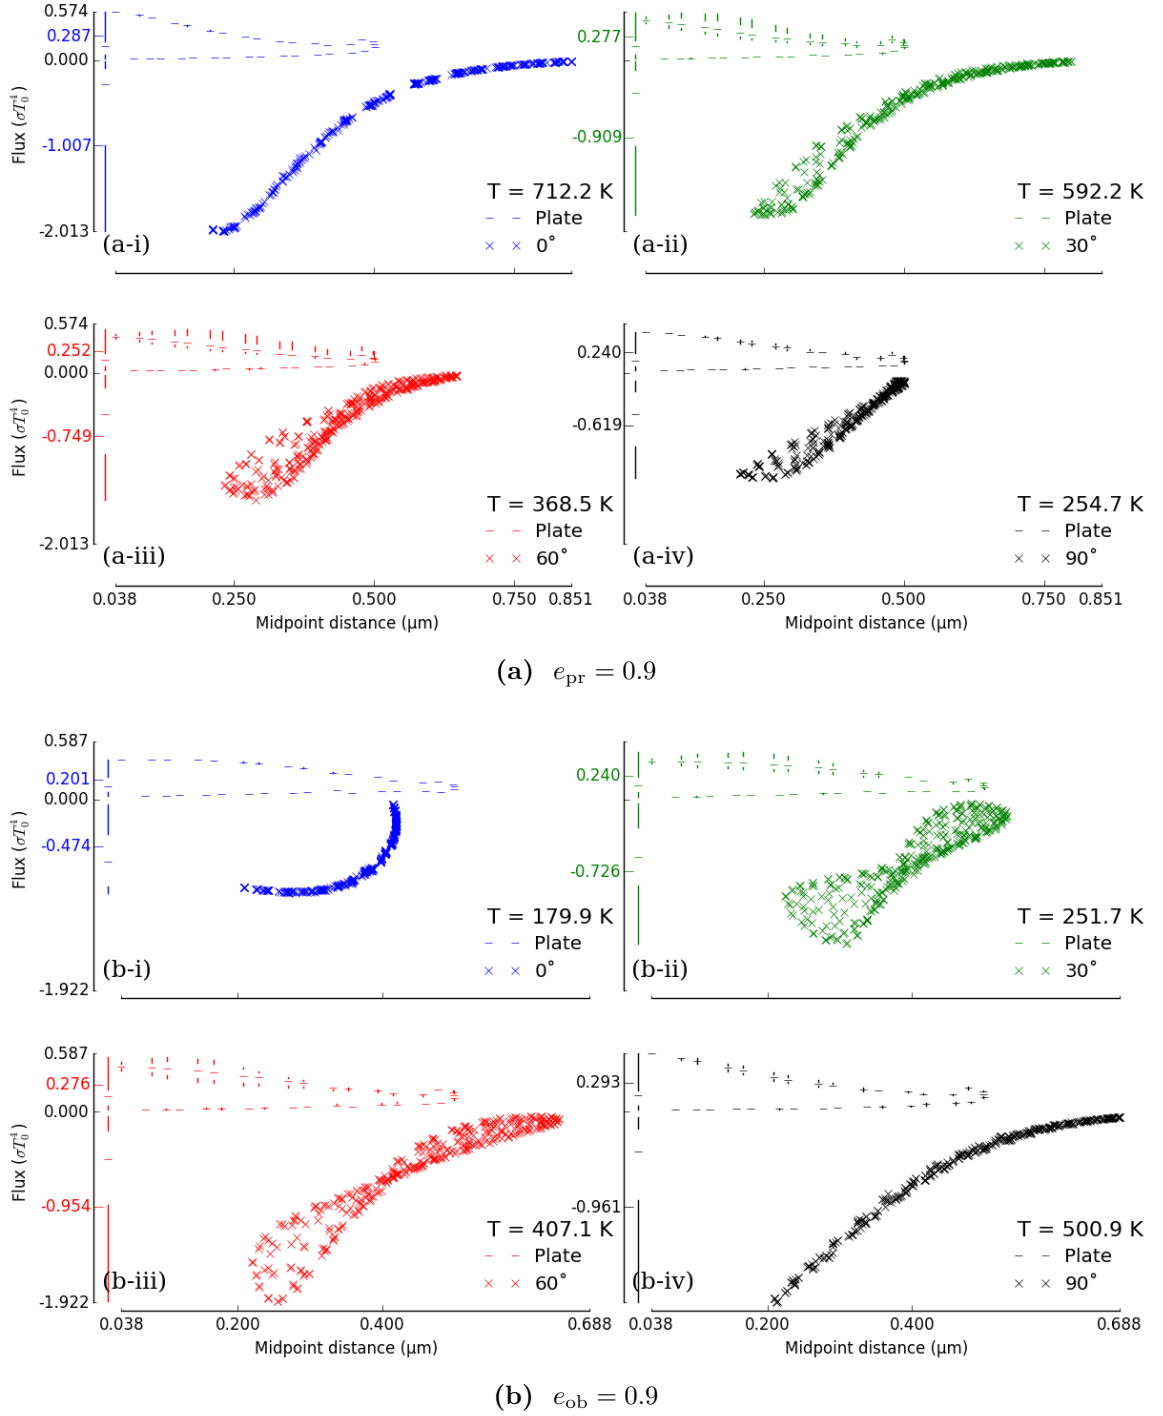 0.574
0.287
0.000
-1.007
-2.013
Flux (σT₀⁴)
T = 712.2 K
Plate
0°
(a-i)
0.277
-0.909
T = 592.2 K
Plate
30°
(a-ii)
0.574
0.252
0.000
-0.749
-2.013
Flux (σT₀⁴)
T = 368.5 K
Plate
60°
(a-iii)
0.038 0.250 0.500 0.750 0.851
Midpoint distance (μm)
0.240
-0.619
T = 254.7 K
Plate
90°
(a-iv)
0.038 0.250 0.500 0.750 0.851
Midpoint distance (μm)
(a) e_pr = 0.9
0.587
0.201
0.000
-0.474
-1.922
Flux (σT₀⁴)
T = 179.9 K
Plate
0°
(b-i)
0.240
-0.726
T = 251.7 K
Plate
30°
(b-ii)
0.587
0.276
0.000
-0.954
-1.922
Flux (σT₀⁴)
T = 407.1 K
Plate
60°
(b-iii)
0.038 0.200 0.400 0.688
Midpoint distance (μm)
0.293
-0.961
T = 500.9 K
Plate
90°
(b-iv)
0.038 0.200 0.400 0.688
Midpoint distance (μm)
(b) e_ob = 0.9